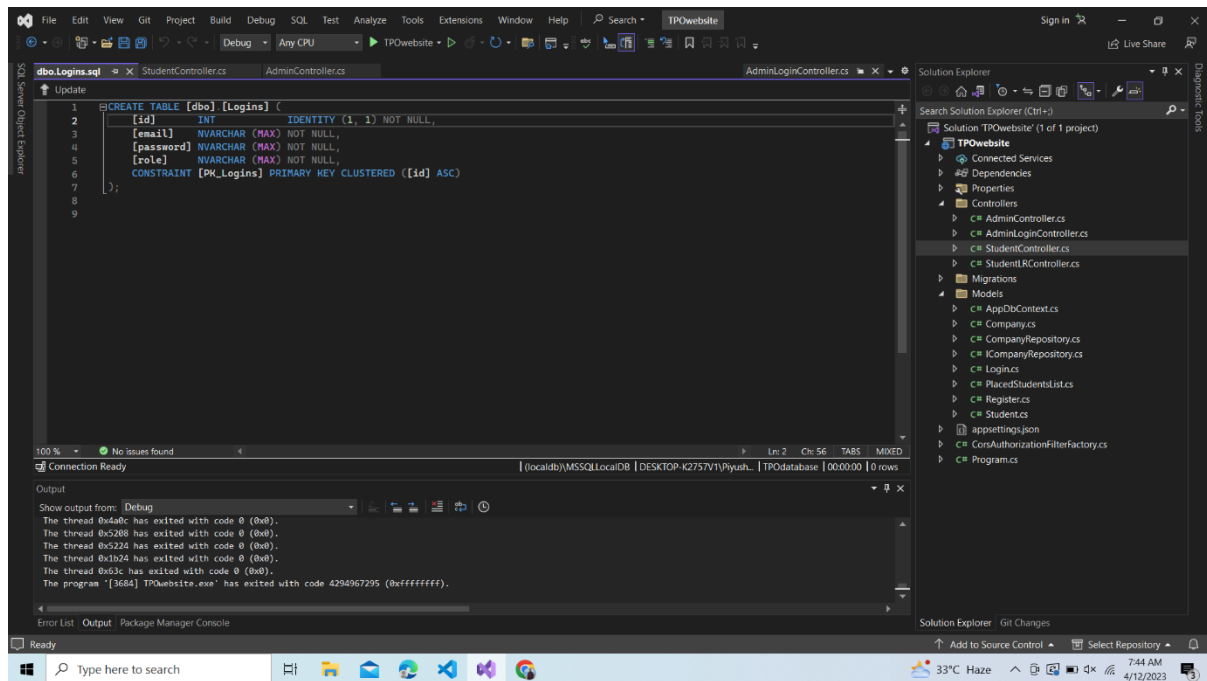 File Edit View Git Project Build Debug SQL Test Analyze Tools Extensions Window Help Search TPOwebsite Sign in
Debug Any CPU TPOwebsite Live Share
SQL Server Object Explorer
dbo.Logins.sql StudentController.cs AdminController.cs AdminLoginController.cs
Update
1 CREATE TABLE [dbo].[Logins] (
2 [id] INT IDENTITY (1, 1) NOT NULL,
3 [email] NVARCHAR (MAX) NOT NULL,
4 [password] NVARCHAR (MAX) NOT NULL,
5 [role] NVARCHAR (MAX) NOT NULL,
6 CONSTRAINT [PK_Logins] PRIMARY KEY CLUSTERED ([id] ASC)
7 );
8
9
100 % No issues found Ln: 2 Ch: 56 TABS MIXED
Connection Ready (localdb)\MSSQLLocalDB DESKTOP-K2757V1\Piyush... TPOdatabase 00:00:00 0 rows
Output
Show output from: Debug
The thread 0x4a0c has exited with code 0 (0x0).
The thread 0x5208 has exited with code 0 (0x0).
The thread 0x5224 has exited with code 0 (0x0).
The thread 0x1b24 has exited with code 0 (0x0).
The thread 0x63c has exited with code 0 (0x0).
The program '[3684] TPOwebsite.exe' has exited with code 4294967295 (0xffffffff).
Error List Output Package Manager Console
Solution Explorer
Search Solution Explorer (Ctrl+;)
Solution 'TPOwebsite' (1 of 1 project)
TPOwebsite
Connected Services
Dependencies
Properties
Controllers
C# AdminController.cs
C# AdminLoginController.cs
C# StudentController.cs
C# StudentLRController.cs
Migrations
Models
C# AppDbContext.cs
C# Company.cs
C# CompanyRepository.cs
C# ICompanyRepository.cs
C# Login.cs
C# PlacedStudentsList.cs
C# Register.cs
C# Student.cs
appsettings.json
C# CorsAuthorizationFilterFactory.cs
C# Program.cs
Solution Explorer Git Changes
Diagnostic Tools
Ready Add to Source Control Select Repository
Type here to search 33°C Haze 7:44 AM
4/12/2023 3